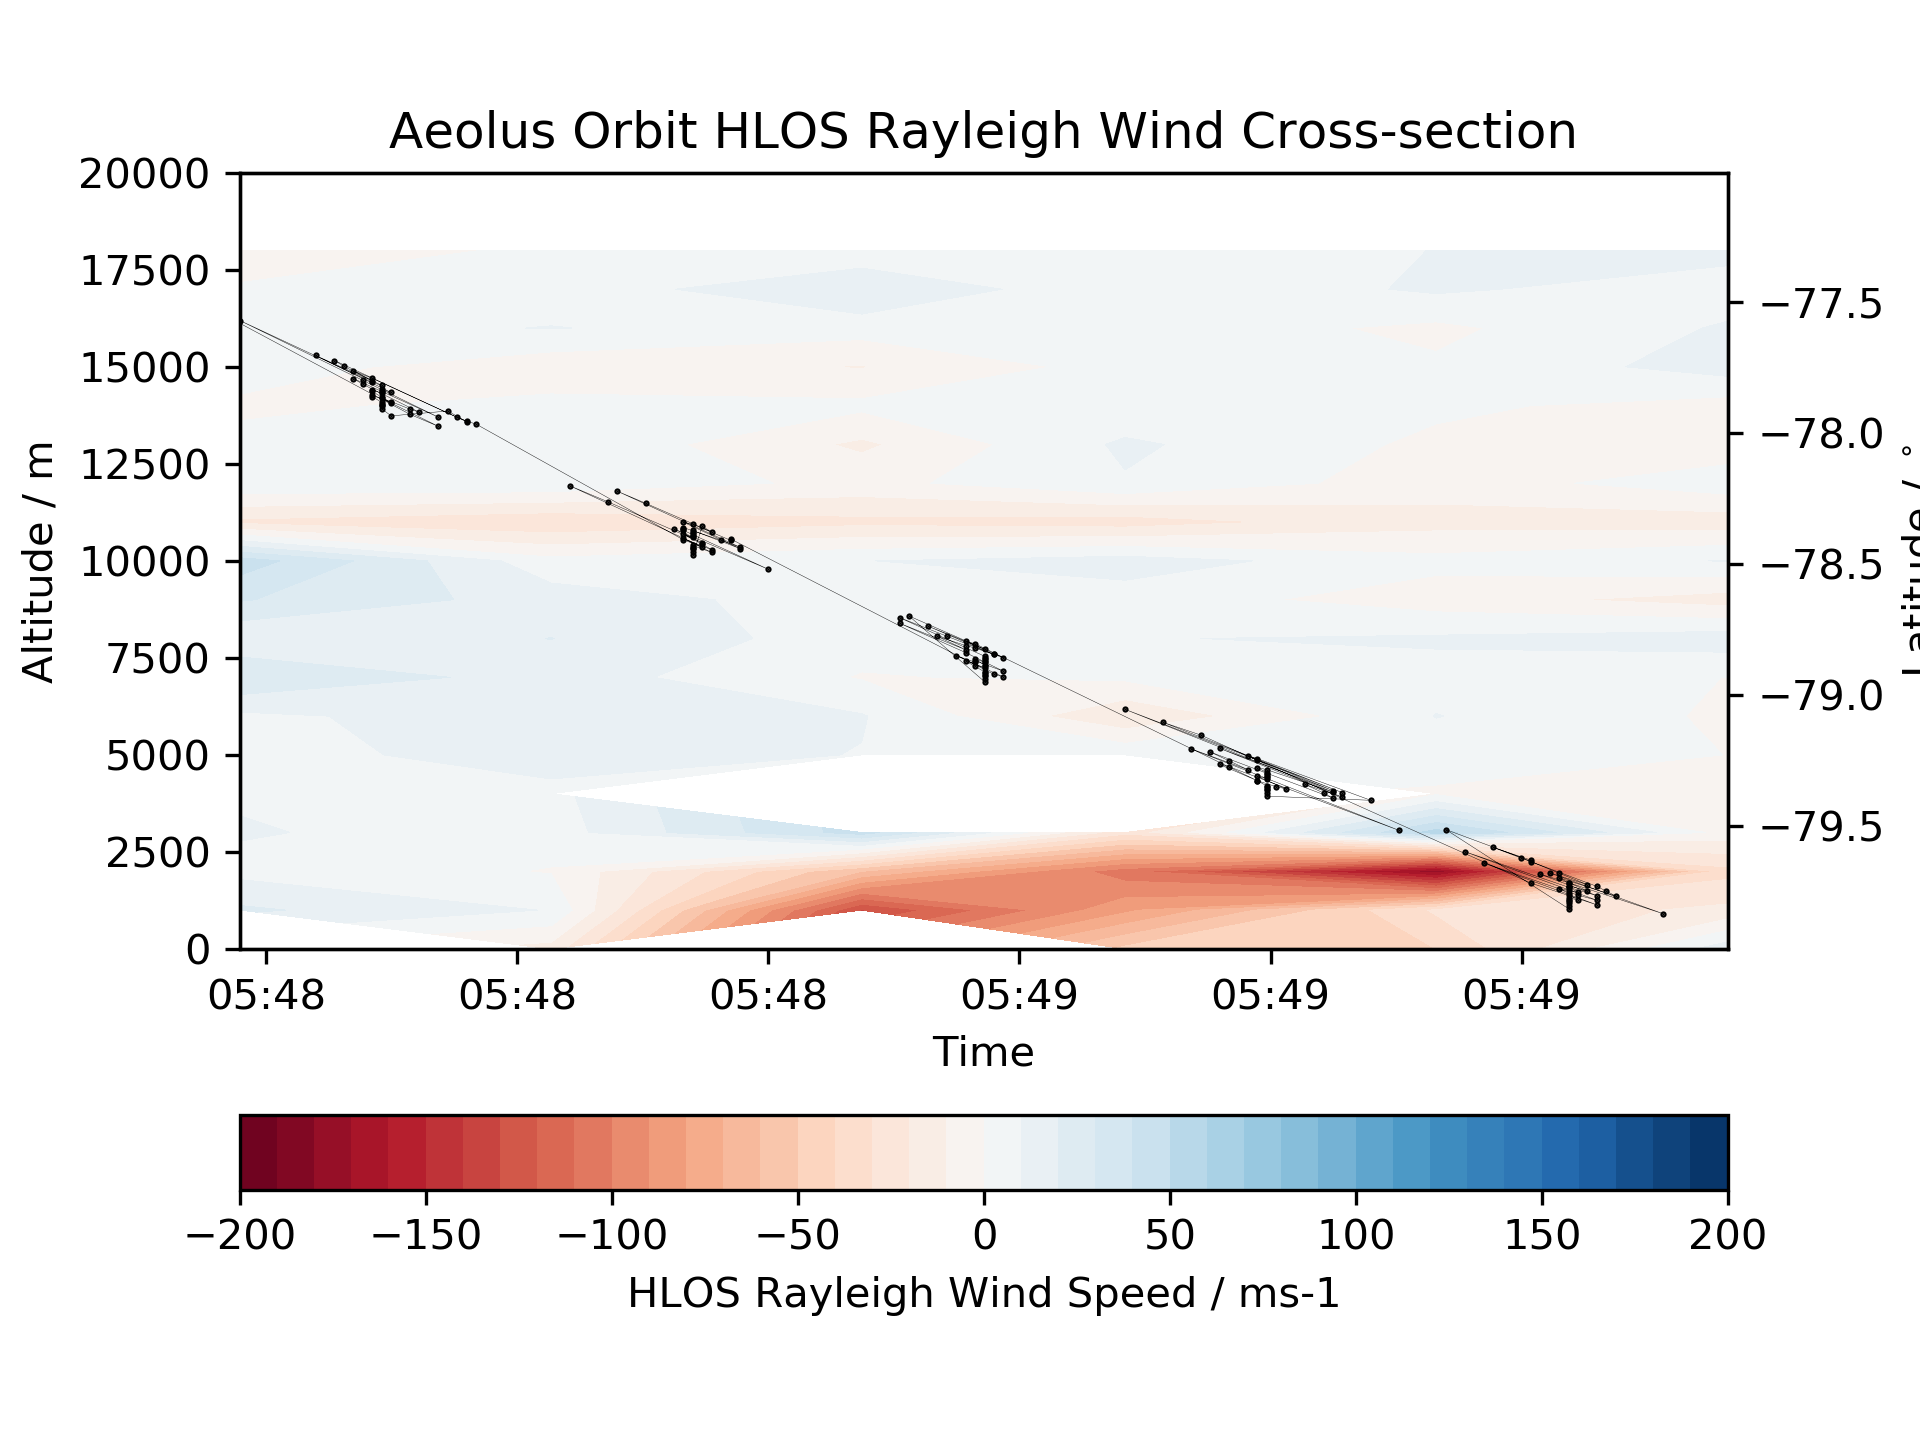 Aeolus Orbit HLOS Rayleigh Wind Cross-section
20000
17500
15000
12500
10000
7500
5000
2500
0
Altitude / m
−77.5
−78.0
−78.5
−79.0
−79.5
Latitude / °
05:48 05:48 05:48 05:49 05:49 05:49
Time
−200 −150 −100 −50 0 50 100 150 200
HLOS Rayleigh Wind Speed / ms-1